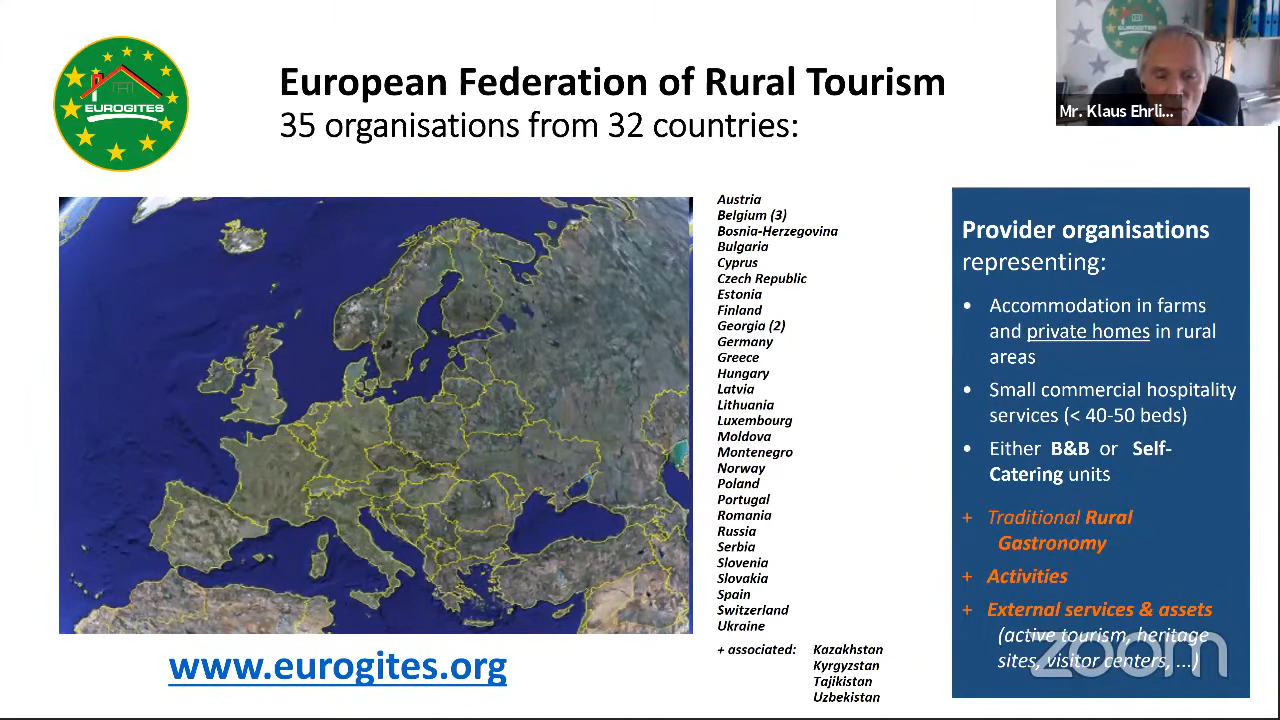 European Federation of Rural Tourism
35 organisations from 32 countries:
EUROGITES
Mr. Klaus Ehrli...
Austria
Belgium (3)
Bosnia-Herzegovina
Bulgaria
Cyprus
Czech Republic
Estonia
Finland
Georgia (2)
Germany
Greece
Hungary
Latvia
Lithuania
Luxembourg
Moldova
Montenegro
Norway
Poland
Portugal
Romania
Russia
Serbia
Slovenia
Slovakia
Spain
Switzerland
Ukraine
+ associated: Kazakhstan
Kyrgyzstan
Tajikistan
Uzbekistan
Provider organisations
representing:
• Accommodation in farms
and private homes in rural
areas
• Small commercial hospitality
services (< 40-50 beds)
• Either B&B or Self-
Catering units
+ Traditional Rural
Gastronomy
+ Activities
+ External services & assets
(active tourism, heritage
sites, visitor centers, ...)
zoom
www.eurogites.org